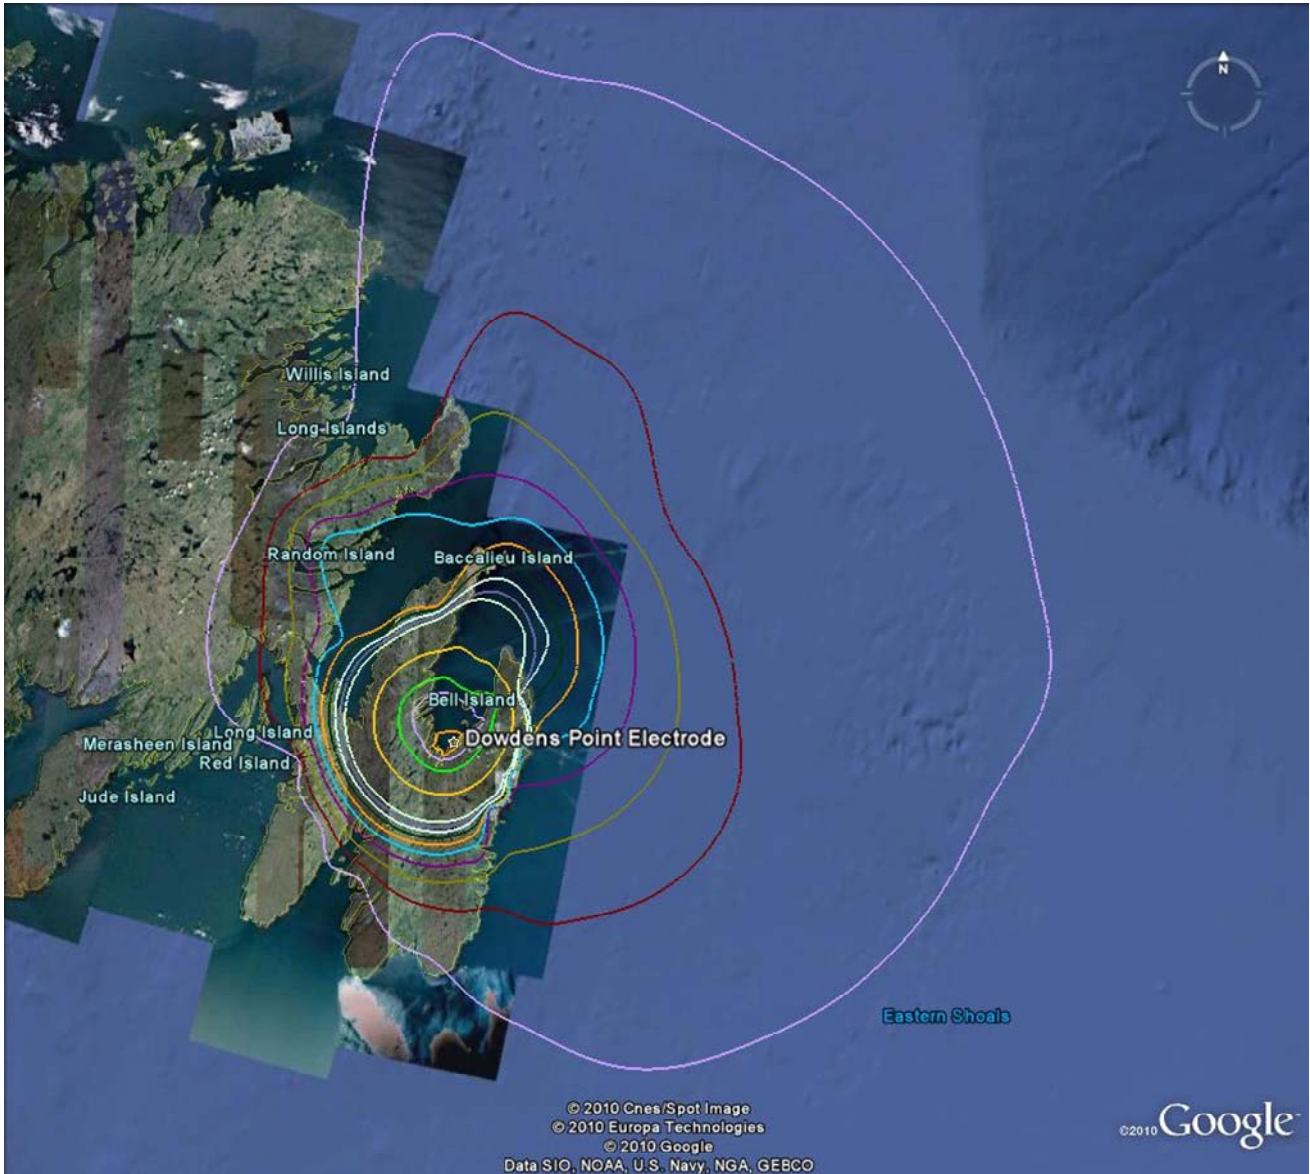 N
Willis Island
Long Islands
Random Island
Baccalieu Island
Bell Island
Long Island
Dowdens Point Electrode
Merasheen Island
Red Island
Jude Island
Eastern Shoals
© 2010 Cnes/Spot Image
© 2010 Europa Technologies
© 2010 Google
Data SIO, NOAA, U.S. Navy, NGA, GEBCO
©2010 Google